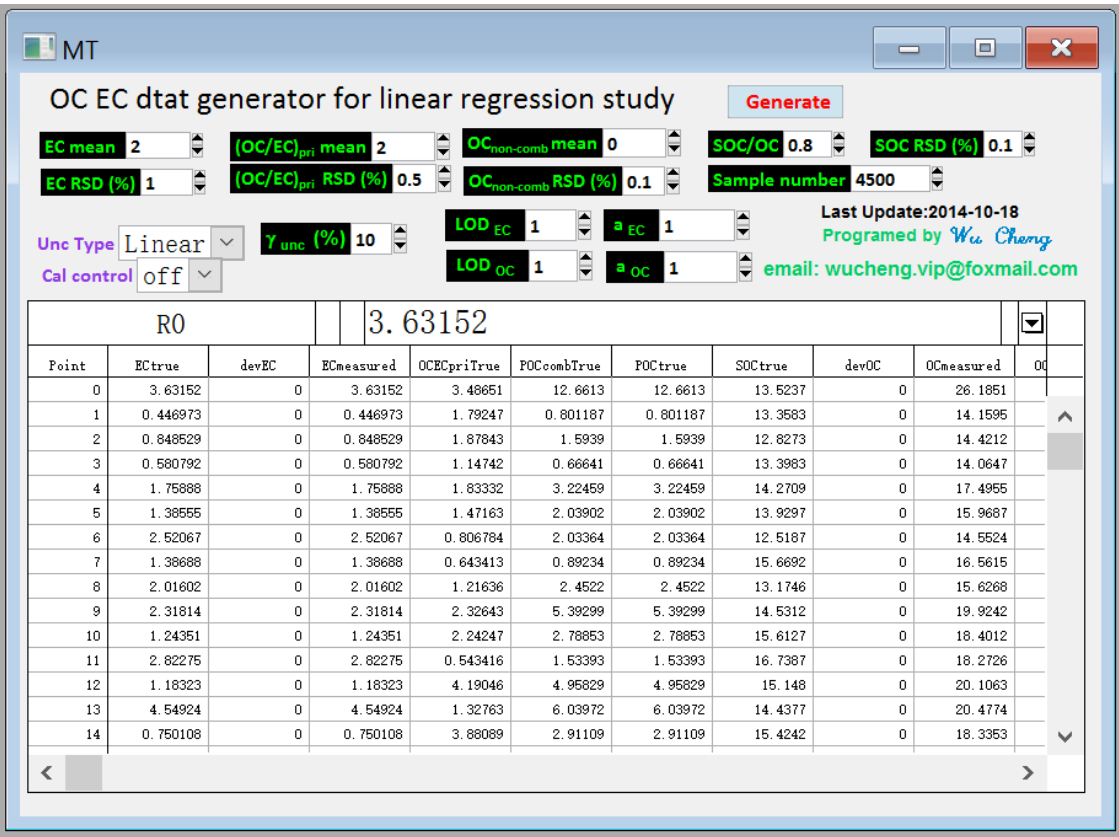 MT
OC EC dtat generator for linear regression study Generate
EC mean 2 (OC/EC)pri mean 2 OCnon-comb mean 0 SOC/OC 0.8 SOC RSD (%) 0.1
EC RSD (%) 1 (OC/EC)pri RSD (%) 0.5 OCnon-comb RSD (%) 0.1 Sample number 4500
Last Update:2014-10-18
Unc Type Linear γ unc (%) 10 LOD EC 1 a EC 1 Programed by Wu Cheng
Cal control off LOD OC 1 a OC 1 email: wucheng.vip@foxmail.com
R0 3.63152
Point ECtrue devEC ECmeasured OCECpriTrue POCcombTrue POCtrue SOCtrue devOC OCmeasured OC
0 3.63152 0 3.63152 3.48651 12.6613 12.6613 13.5237 0 26.1851
1 0.446973 0 0.446973 1.79247 0.801187 0.801187 13.3583 0 14.1595
2 0.848529 0 0.848529 1.87843 1.5939 1.5939 12.8273 0 14.4212
3 0.580792 0 0.580792 1.14742 0.66641 0.66641 13.3983 0 14.0647
4 1.75888 0 1.75888 1.83332 3.22459 3.22459 14.2709 0 17.4955
5 1.38555 0 1.38555 1.47163 2.03902 2.03902 13.9297 0 15.9687
6 2.52067 0 2.52067 0.806784 2.03364 2.03364 12.5187 0 14.5524
7 1.38688 0 1.38688 0.643413 0.89234 0.89234 15.6692 0 16.5615
8 2.01602 0 2.01602 1.21636 2.4522 2.4522 13.1746 0 15.6268
9 2.31814 0 2.31814 2.32643 5.39299 5.39299 14.5312 0 19.9242
10 1.24351 0 1.24351 2.24247 2.78853 2.78853 15.6127 0 18.4012
11 2.82275 0 2.82275 0.543416 1.53393 1.53393 16.7387 0 18.2726
12 1.18323 0 1.18323 4.19046 4.95829 4.95829 15.148 0 20.1063
13 4.54924 0 4.54924 1.32763 6.03972 6.03972 14.4377 0 20.4774
14 0.750108 0 0.750108 3.88089 2.91109 2.91109 15.4242 0 18.3353